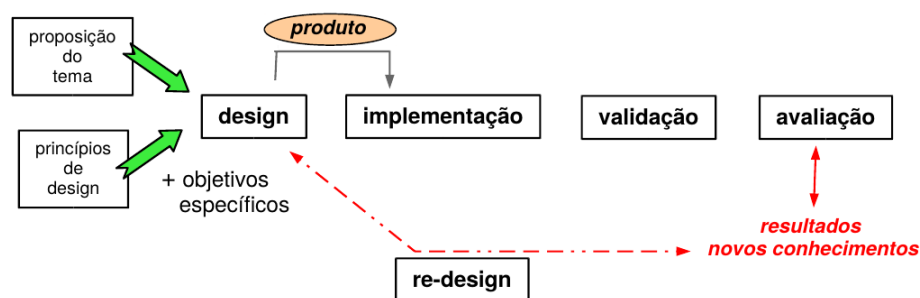 proposição
do
tema
produto
design
implementação
validação
avaliação
princípios
de
design
+ objetivos
específicos
resultados
novos conhecimentos
re-design